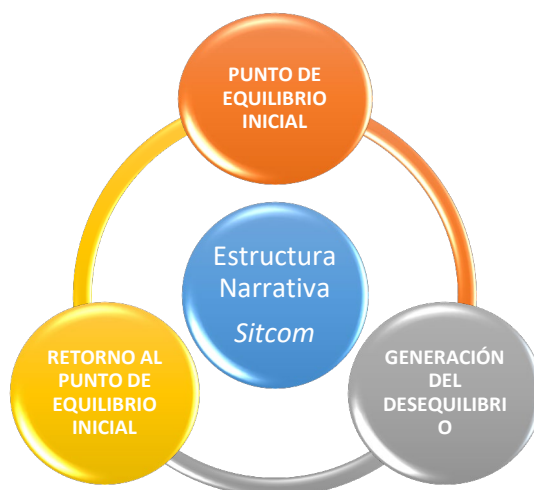 PUNTO DE
EQUILIBRIO
INICIAL
Estructura
Narrativa
Sitcom
GENERACIÓN
DEL
DESEQUILIBRI
O
RETORNO AL
PUNTO DE
EQUILIBRIO
INICIAL